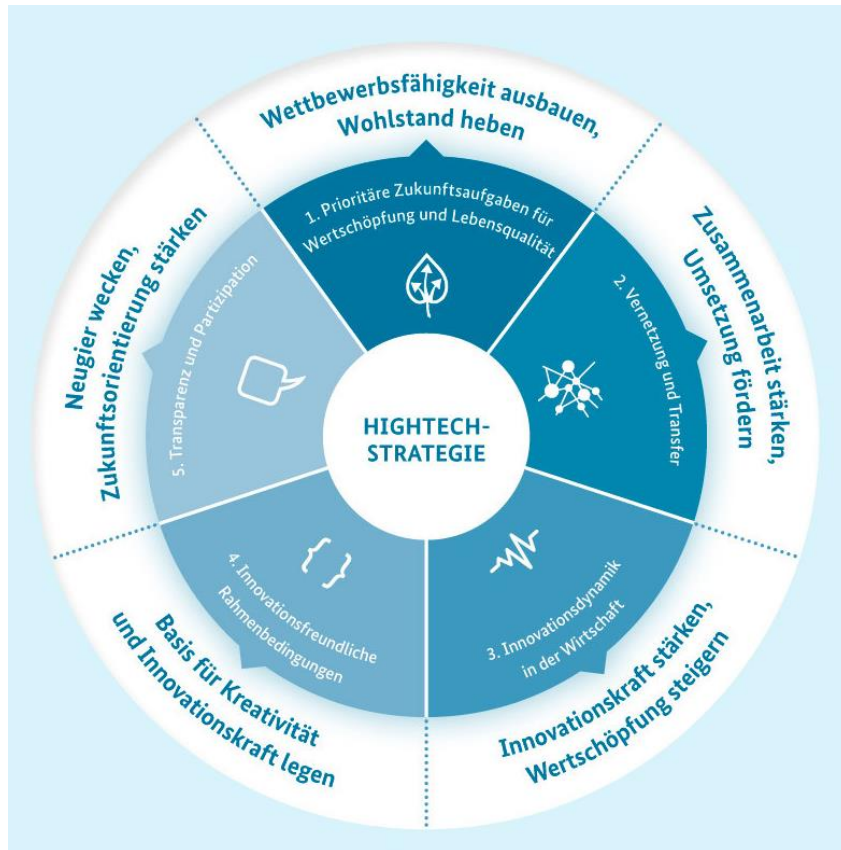 Wettbewerbsfähigkeit ausbauen,
Wohlstand heben
1. Prioritäre Zukunftsaufgaben für
Wertschöpfung und Lebensqualität
Zusammenarbeit stärken,
Umsetzung fördern
2. Vernetzung und Transfer
Innovationskraft stärken,
Wertschöpfung steigern
3. Innovationsdynamik
in der Wirtschaft
Basis für Kreativität
und Innovationskraft legen
4. Innovationsfreundliche
Rahmenbedingungen
Neugier wecken,
Zukunftsorientierung stärken
5. Transparenz und Partizipation
HIGHTECH-
STRATEGIE